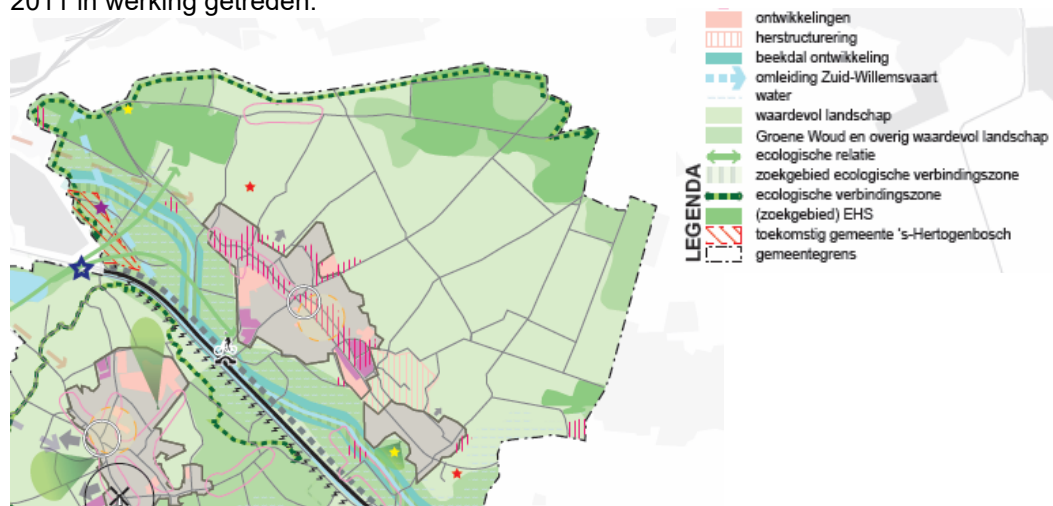 2011 in werking getreden.
ontwikkelingen
herstructurering
beekdal ontwikkeling
omleiding Zuid-Willemsvaart
water
waardevol landschap
Groene Woud en overig waardevol landschap
ecologische relatie
zoekgebied ecologische verbindingszone
ecologische verbindingszone
(zoekgebied) EHS
toekomstig gemeente 's-Hertogenbosch
gemeentegrens
LEGENDA